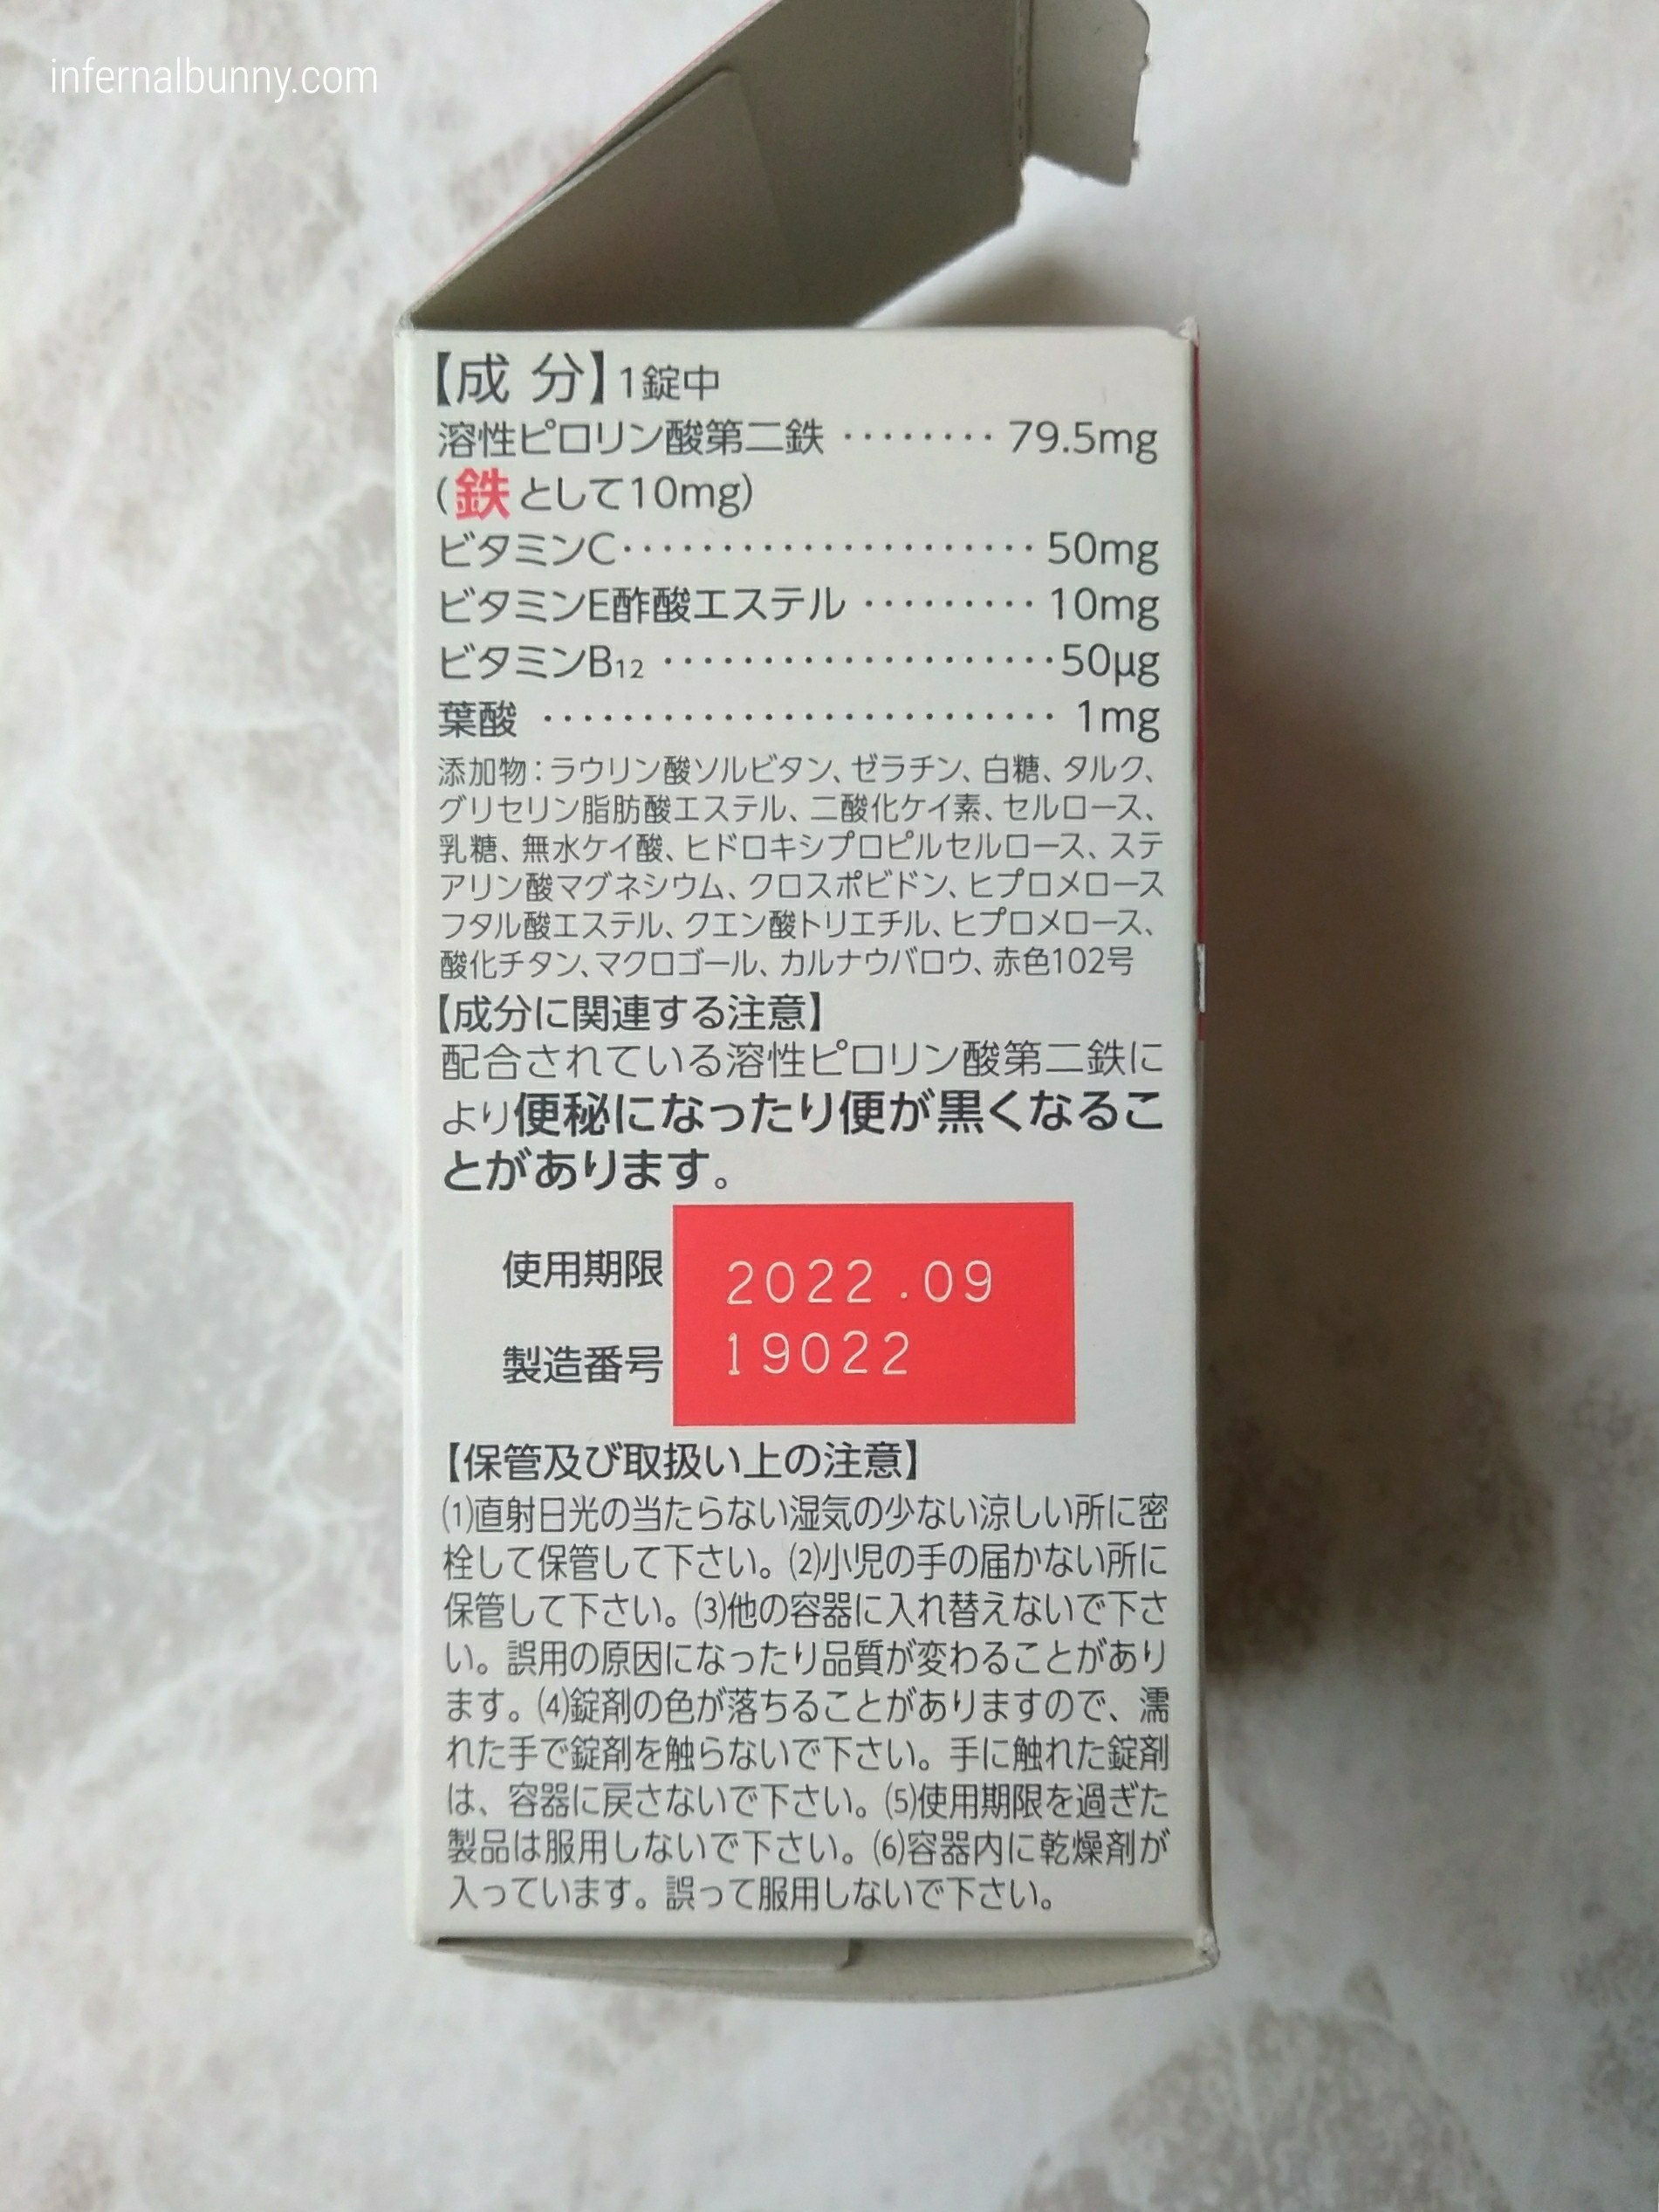 infernalbunny.com
【成 分】1錠中
溶性ピロリン酸第二鉄 ········ 79.5mg
(鉄として10mg)
ビタミンC····················· 50mg
ビタミンE酢酸エステル ········· 10mg
ビタミンB₁₂ ····················50μg
葉酸 ·························· 1mg
添加物:ラウリン酸ソルビタン、ゼラチン、白糖、タルク、
グリセリン脂肪酸エステル、二酸化ケイ素、セルロース、
乳糖、無水ケイ酸、ヒドロキシプロピルセルロース、ステ
アリン酸マグネシウム、クロスポビドン、ヒプロメロース
フタル酸エステル、クエン酸トリエチル、ヒプロメロース、
酸化チタン、マクロゴール、カルナウバロウ、赤色102号
【成分に関連する注意】
配合されている溶性ピロリン酸第二鉄に
より便秘になったり便が黒くなるこ
とがあります。
使用期限 2022.09
製造番号 19022
【保管及び取扱い上の注意】
⑴直射日光の当たらない湿気の少ない涼しい所に密
栓して保管して下さい。⑵小児の手の届かない所に
保管して下さい。⑶他の容器に入れ替えないで下さ
い。誤用の原因になったり品質が変わることがあり
ます。⑷錠剤の色が落ちることがありますので、濡
れた手で錠剤を触らないで下さい。手に触れた錠剤
は、容器に戻さないで下さい。⑸使用期限を過ぎた
製品は服用しないで下さい。⑹容器内に乾燥剤が
入っています。誤って服用しないで下さい。